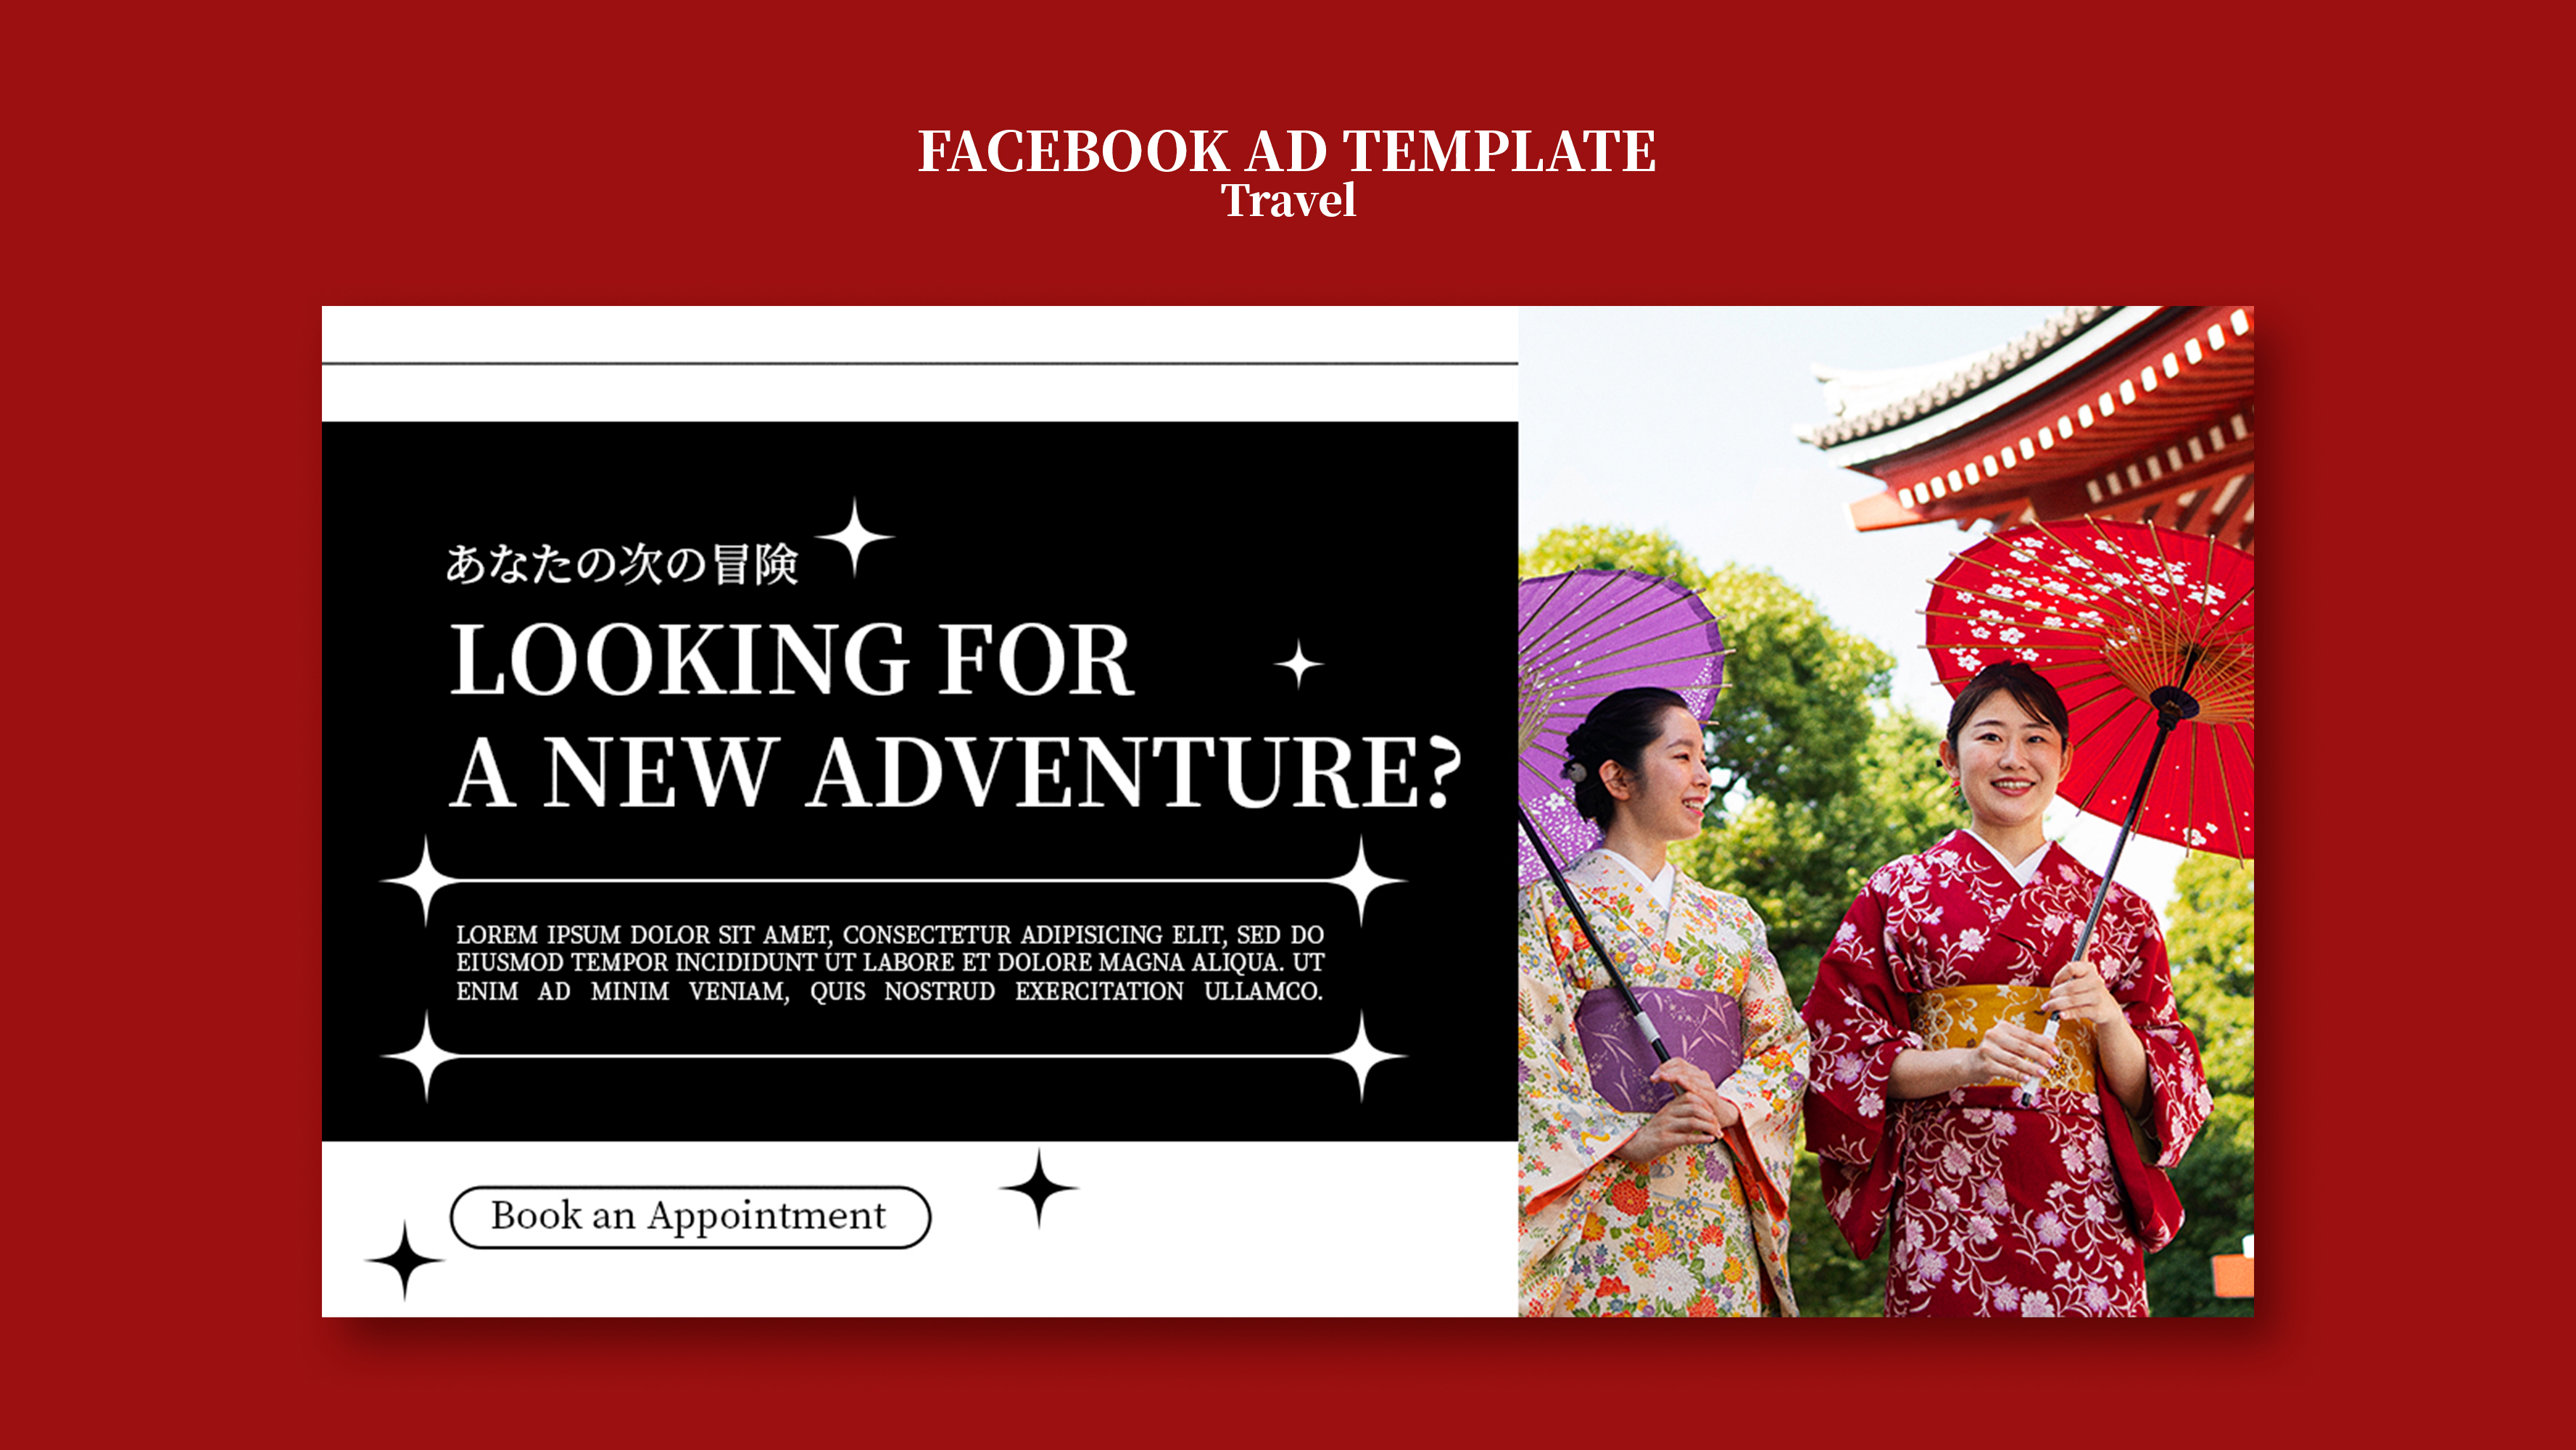 FACEBOOK AD TEMPLATE
Travel
あなたの次の冒険
LOOKING FOR
A NEW ADVENTURE?
LOREM IPSUM DOLOR SIT AMET, CONSECTETUR ADIPISICING ELIT, SED DO
EIUSMOD TEMPOR INCIDIDUNT UT LABORE ET DOLORE MAGNA ALIQUA. UT
ENIM AD MINIM VENIAM, QUIS NOSTRUD EXERCITATION ULLAMCO.
Book an Appointment